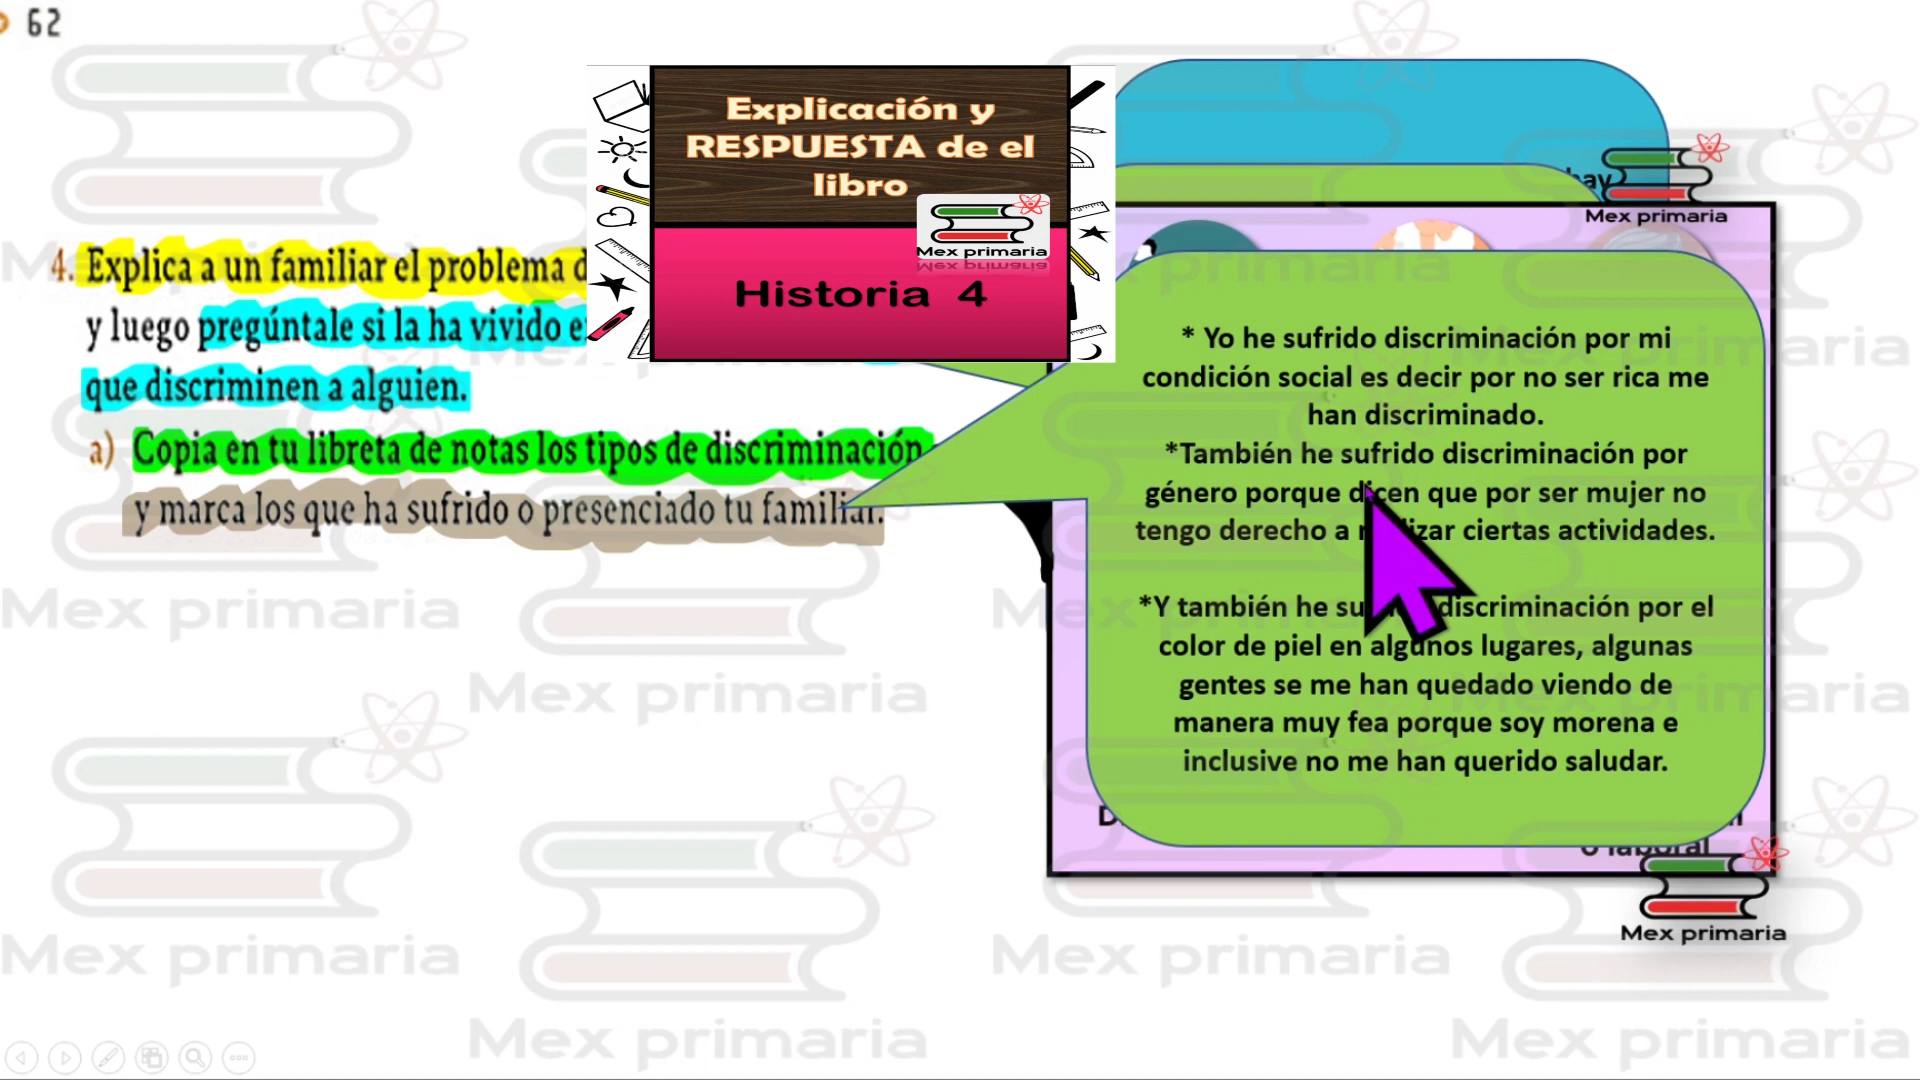 62
Explicación y
RESPUESTA de el
libro
Mex primaria
Historia 4
hay
Mex primaria
4. Explica a un familiar el problema
y luego pregúntale si la ha vivido
que discriminen a alguien.
a) Copia en tu libreta de notas los tipos de discriminación
y marca los que ha sufrido o presenciado tu familiar.
* Yo he sufrido discriminación por mi
condición social es decir por no ser rica me
han discriminado.
*También he sufrido discriminación por
género porque dicen que por ser mujer no
tengo derecho a ciertas actividades.
*Y también he discriminación por el
color de piel en algunos lugares, algunas
gentes se me han quedado viendo de
manera muy fea porque soy morena e
inclusive no me han querido saludar.
o laboral
Mex primaria